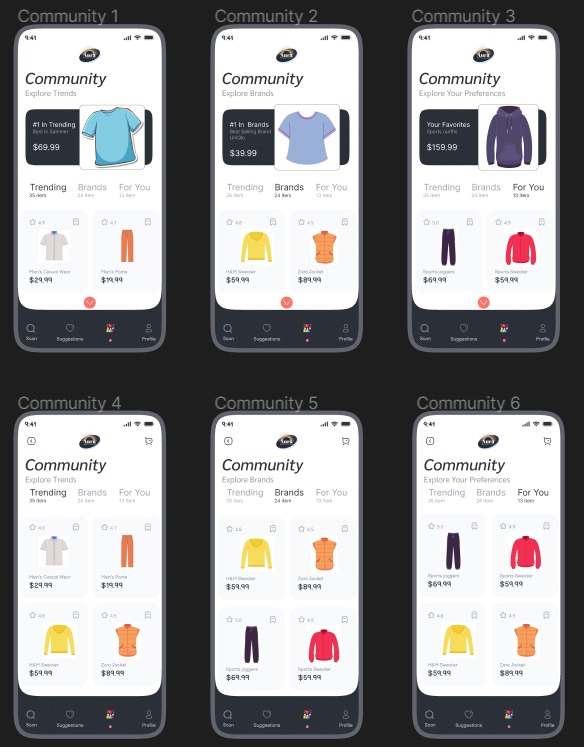 Community 1
9:41
Aura
Community
Explore Trends
#1 In Trending
Best in Summer
$69.99
Trending Brands For You
35 item 24 item 13 item
4.9 4.7
Men's Casual Wear Men's Pants
$29.99 $19.99
Scan Suggestions Profile
Community 2
9:41
Aura
Community
Explore Brands
#1 In Brands
Best Selling Brand
UniQlo
$39.99
Trending Brands For You
35 item 24 item 13 item
4.8 4.5
H&M Sweater Zara Jacket
$59.99 $89.99
Scan Suggestions Profile
Community 3
9:41
Aura
Community
Explore Your Preferences
Your Favorites
Sports outfits
$159.99
Trending Brands For You
35 item 24 item 13 item
5.0 4.9
Sports joggers Sports Sweater
$69.99 $59.99
Scan Suggestions Profile
Community 4
9:41
Aura
Community
Explore Trends
Trending Brands For You
35 item 24 item 13 item
4.9 4.7
Men's Casual Wear Men's Pants
$29.99 $19.99
4.8 4.5
H&M Sweater Zara Jacket
$59.99 $89.99
Scan Suggestions Profile
Community 5
9:41
Aura
Community
Explore Brands
Trending Brands For You
35 item 24 item 13 item
4.8 4.5
H&M Sweater Zara Jacket
$59.99 $89.99
5.0 4.9
Sports joggers Sports Sweater
$69.99 $59.99
Scan Suggestions Profile
Community 6
9:41
Aura
Community
Explore Your Preferences
Trending Brands For You
35 item 24 item 13 item
5.0 4.9
Sports joggers Sports Sweater
$69.99 $59.99
4.8 4.5
H&M Sweater Zara Jacket
$59.99 $89.99
Scan Suggestions Profile